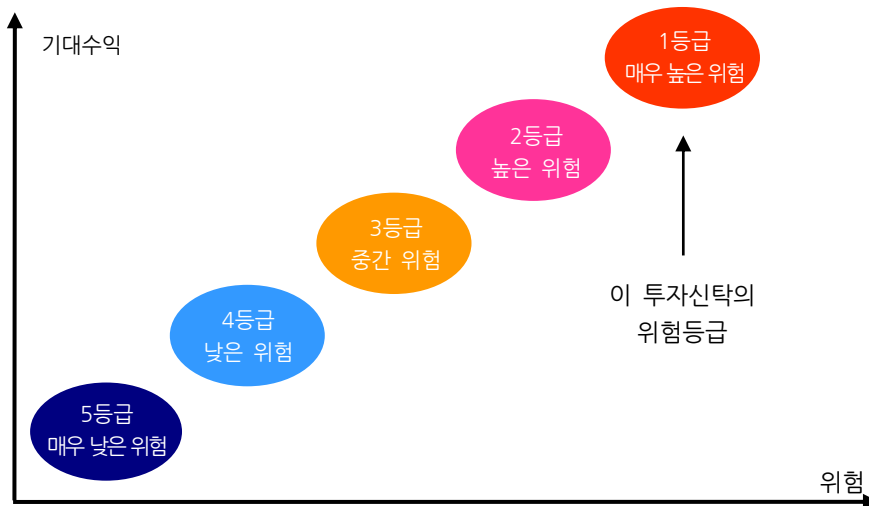 기대수익
1등급
매우 높은 위험
2등급
높은 위험
3등급
중간 위험
이 투자신탁의
위험등급
4등급
낮은 위험
5등급
매우 낮은 위험
위험